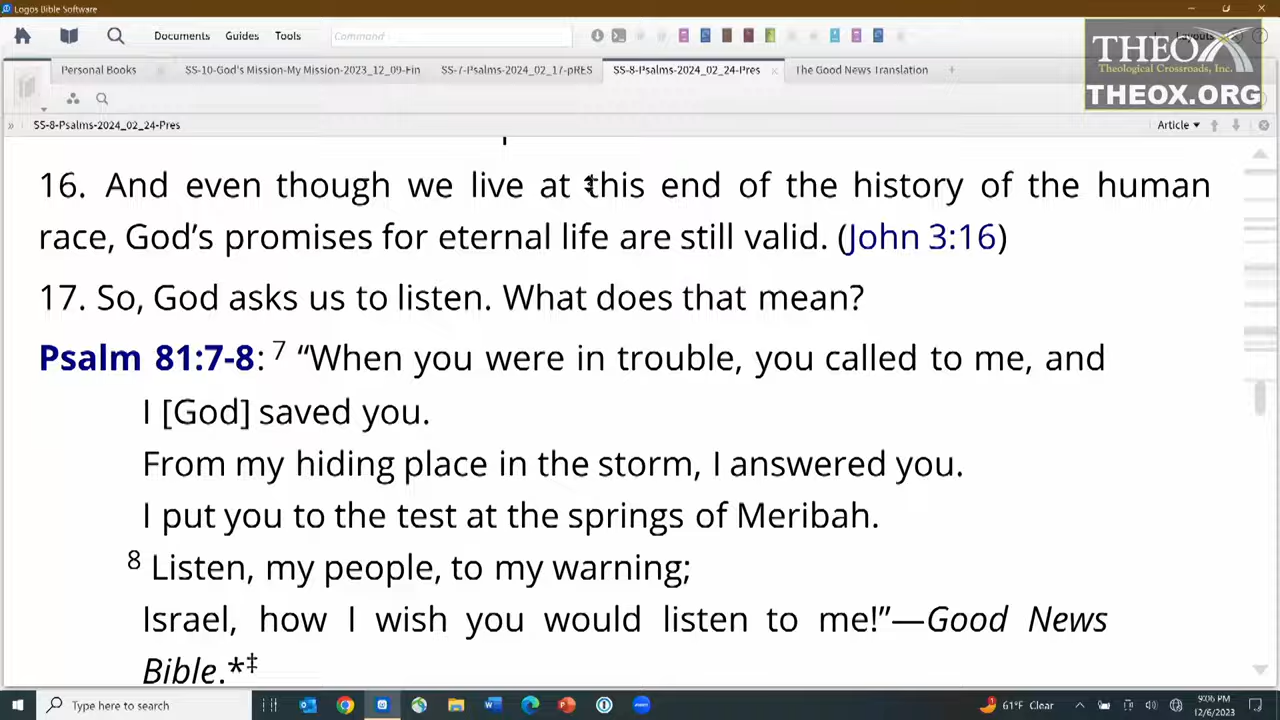 Logos Bible Software
Documents Guides Tools Command
THEOX
Theological Crossroads, Inc.
THEOX.ORG
Personal Books SS-10-God's Mission-My Mission-2023_12_09-Fin 2024_02_17-pRES SS-8-Psalms-2024_02_24-Pres The Good News Translation
SS-8-Psalms-2024_02_24-Pres Article
16. And even though we live at this end of the history of the human
race, God’s promises for eternal life are still valid. (John 3:16)
17. So, God asks us to listen. What does that mean?
Psalm 81:7-8: 7 “When you were in trouble, you called to me, and
I [God] saved you.
From my hiding place in the storm, I answered you.
I put you to the test at the springs of Meribah.
8 Listen, my people, to my warning;
Israel, how I wish you would listen to me!”—Good News
Bible.*‡
Type here to search 61°F Clear 9:06 PM
12/6/2023